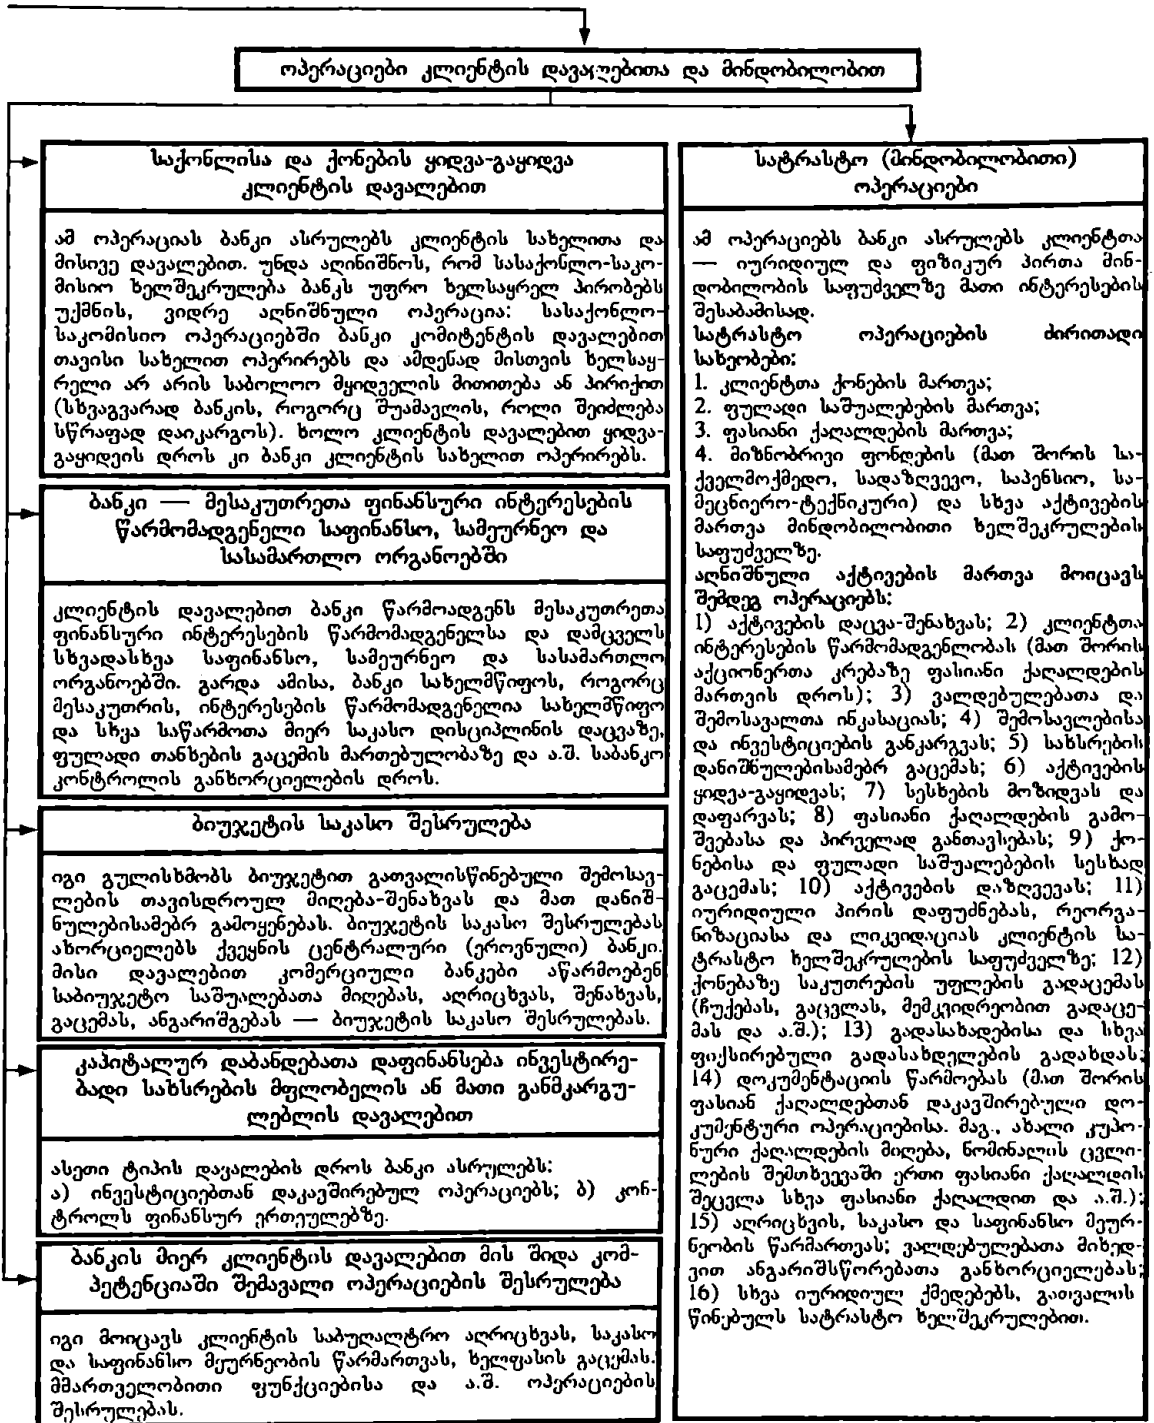 ოპერაციები კლიენტის დავალებითა და მინდობილობით
საქონლისა და ქონების ყიდვა-გაყიდვა
კლიენტის დავალებით
ამ ოპერაციას ბანკი ასრულებს კლიენტის სახელითა და
მისივე დავალებით. უნდა აღინიშნოს, რომ სასაქონლო-საკო-
მისიო ხელშეკრულება ბანკს უფრო ხელსაყრელ პირობებს
უქმნის, ვიდრე აღნიშნული ოპერაცია: სასაქონლო-
საკომისიო ოპერაციებში ბანკი კომიტენტის დავალებით
თავისი სახელით ოპერირებს და ამდენად მისთვის ხელსაყ-
რელი არ არის საბოლოო მყიდველის მითითება ან პირიქით
(სხვაგვარად ბანკის, როგორც შუამავლის, როლი შეიძლება
სწრაფად დაიკარგოს). ხოლო კლიენტის დავალებით ყიდვა-
გაყიდვის დროს კი ბანკი კლიენტის სახელით ოპერირებს.
ბანკი — მესაკუთრეთა ფინანსური ინტერესების
წარმომადგენელი საფინანსო, სამეურნეო და
სასამართლო ორგანოებში
კლიენტის დავალებით ბანკი წარმოადგენს მესაკუთრეთა
ფინანსური ინტერესების წარმომადგენელსა და დამცველს
სხვადასხვა საფინანსო, სამეურნეო და სასამართლო
ორგანოებში. გარდა ამისა, ბანკი სახელმწიფოს, როგორც
მესაკუთრის, ინტერესების წარმომადგენელია სახელმწიფო
და სხვა საწარმოთა მიერ საკასო დისციპლინის დაცვაზე,
ფულადი თანხების გაცემის მართებულობაზე და ა.შ. საბანკო
კონტროლის განხორციელების დროს.
ბიუჯეტის საკასო შესრულება
იგი გულისხმობს ბიუჯეტით გათვალისწინებული შემოსავ-
ლების თავისდროულ მიღება-შენახვას და მათ დანიშ-
ნულებისამებრ გამოყენებას. ბიუჯეტის საკასო შესრულებას
ახორციელებს ქვეყნის ცენტრალური (ეროვნული) ბანკი.
მისი დავალებით კომერციული ბანკები აწარმოებენ
საბიუჯეტო საშუალებათა მიღებას, აღრიცხვას, შენახვას,
გაცემას, ანგარიშგებას — ბიუჯეტის საკასო შესრულებას.
კაპიტალურ დაბანდებათა დაფინანსება ინვესტირე-
ბადი სახსრების მფლობელის ან მათი განმკარგუ-
ლებლის დავალებით
ასეთი ტიპის დავალების დროს ბანკი ასრულებს:
ა) ინვესტიციებთან დაკავშირებულ ოპერაციებს; ბ) კონ-
ტროლს ფინანსურ ერთეულებზე.
ბანკის მიერ კლიენტის დავალებით მის შიდა კომ-
პეტენციაში შემავალი ოპერაციების შესრულება
იგი მოიცავს კლიენტის საბუღალტრო აღრიცხვას, საკასო
და საფინანსო მეურნეობის წარმართვას, ხელფასის გაცემას.
მმართველობითი ფუნქციებისა და ა.შ. ოპერაციების
შესრულებას.
სატრასტო (მინდობილობითი)
ოპერაციები
ამ ოპერაციებს ბანკი ასრულებს კლიენტთა
— იურიდიულ და ფიზიკურ პირთა მინ-
დობილობის საფუძველზე მათი ინტერესების
შესაბამისად.
სატრასტო ოპერაციების ძირითადი
სახეობები:
1. კლიენტთა ქონების მართვა;
2. ფულადი საშუალებების მართვა;
3. ფასიანი ქაღალდების მართვა;
4. მიზნობრივი ფონდების (მათ შორის სა-
ქველმოქმედო, სადაზღვევო, საპენსიო, სა-
მეცნიერო-ტექნიკური) და სხვა აქტივების
მართვა მინდობილობითი ხელშეკრულების
საფუძველზე.
აღნიშნული აქტივების მართვა მოიცავს
შემდეგ ოპერაციებს:
1) აქტივების დაცვა-შენახვას; 2) კლიენტთა
ინტერესების წარმომადგენლობას (მათ შორის
აქციონერთა კრებაზე ფასიანი ქაღალდების
მართვის დროს); 3) ვალდებულებათა და
შემოსავალთა ინკასაციას; 4) შემოსავლებისა
და ინვესტიციების განკარგვას; 5) სახსრების
დანიშნულებისამებრ გაცემას; 6) აქტივების
ყიდვა-გაყიდვას; 7) სესხების მოზიდვას და
დაფარვას; 8) ფასიანი ქაღალდების გამო-
შვებასა და პირველად განთავსებას; 9) ქო-
ნებისა და ფულადი საშუალებების სესხად
გაცემას; 10) აქტივების დაზღვევას; 11)
იურიდიული პირის დაფუძნებას, რეორგა-
ნიზაციასა და ლიკვიდაციას კლიენტის სა-
ტრასტო ხელშეკრულების საფუძველზე; 12)
ქონებაზე საკუთრების უფლების გადაცემას
(ჩუქებას, გაცვლას, მემკვიდრეობით გადაცე-
მას და ა.შ.); 13) გადასახადებისა და სხვა
ფიქსირებული გადასახდელების გადახდას;
14) დოკუმენტაციის წარმოებას (მათ შორის
ფასიან ქაღალდებთან დაკავშირებული დო-
კუმენტური ოპერაციებისა. მაგ., ახალი კუპო-
ნური ქაღალდების მიღება, ნომინალის ცვლი-
ლების შემთხვევაში ერთი ფასიანი ქაღალდის
შეცვლა სხვა ფასიანი ქაღალდით და ა.შ.);
15) აღრიცხვის, საკასო და საფინანსო მეურ-
ნეობის წარმართვას; ვალდებულებათა მიხედ-
ვით ანგარიშსწორებათა განხორციელებას;
16) სხვა იურიდიულ ქმედებებს, გათვალის
წინებულს სატრასტო ხელშეკრულებით.